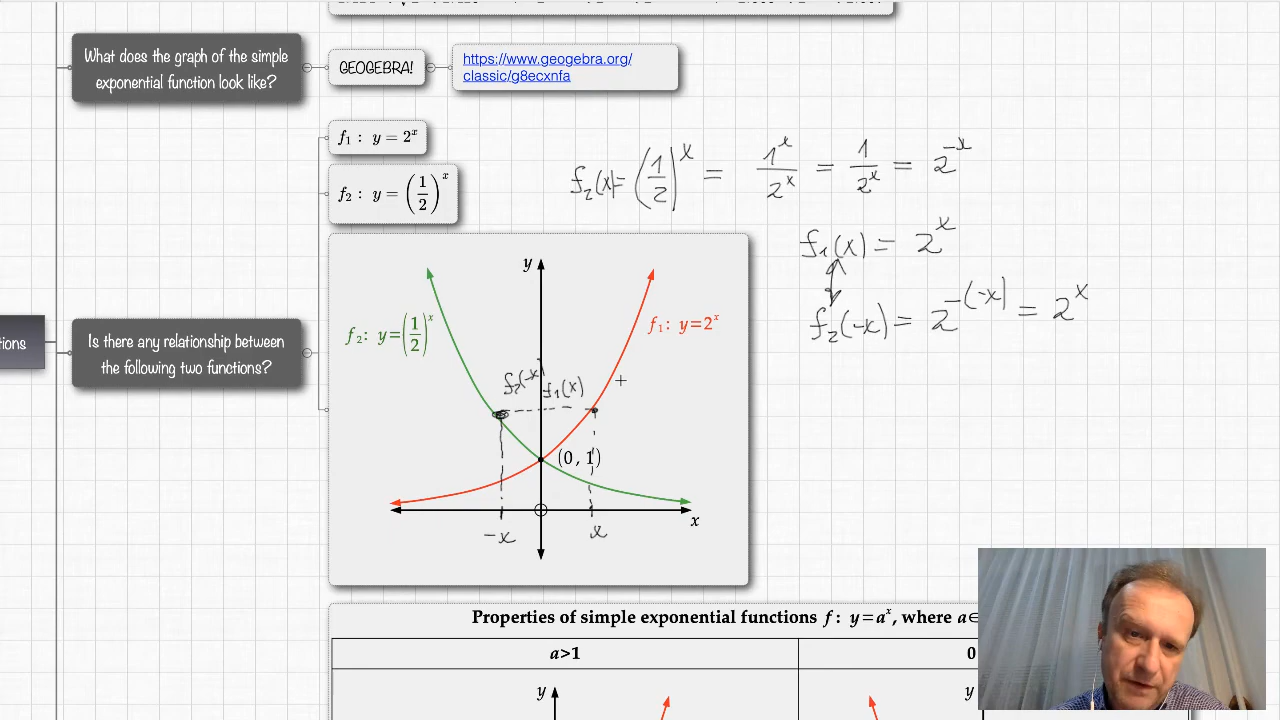 What does the graph of the simple
exponential function look like?
GEOGEBRA!
https://www.geogebra.org/
classic/g8ecxnfa
f₁ : y = 2ˣ
f₂ : y = (1/2)ˣ
f₂(x) = (1/2)ˣ = 1ˣ/2ˣ = 1/2ˣ = 2⁻ˣ
f₁(x) = 2ˣ
f₂(-x) = 2^-(-x) = 2ˣ
tions
Is there any relationship between
the following two functions?
y
f₂: y=(1/2)ˣ
f₁: y=2ˣ
f₂(-x) f₁(x)
(0, 1)
x
-x x
Properties of simple exponential functions f: y=aˣ, where a∈
a>1
0
y
y